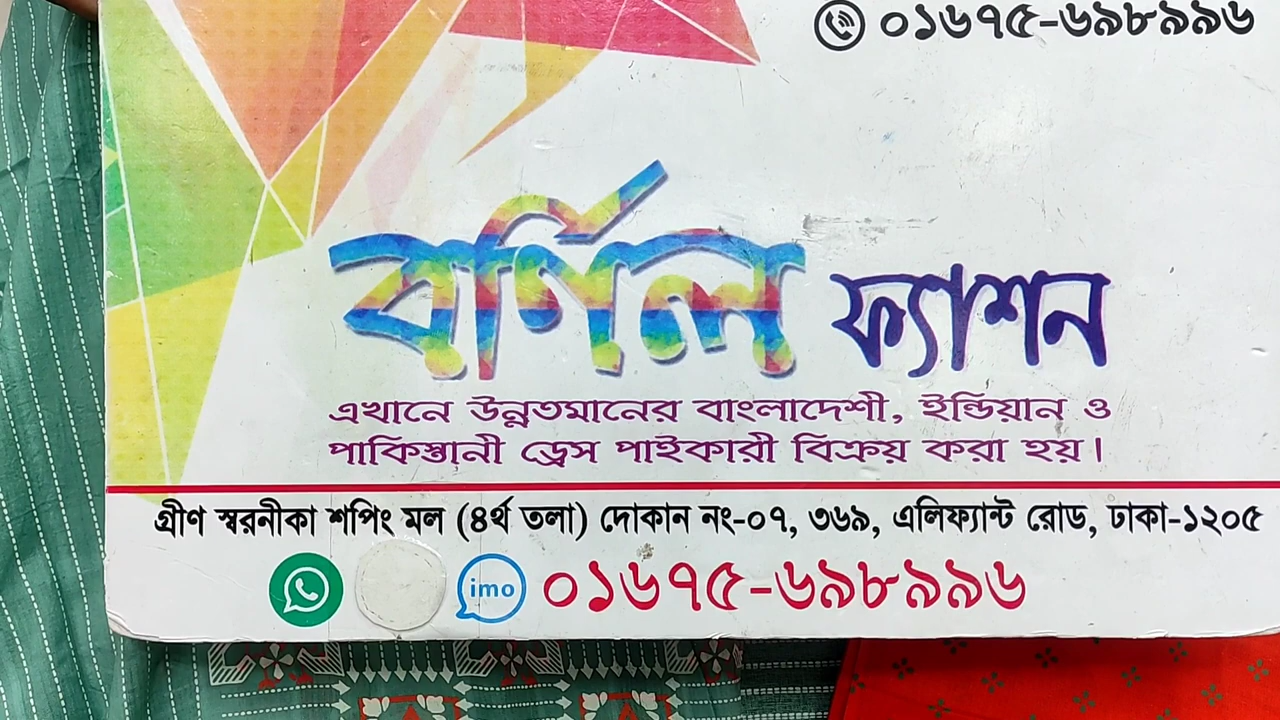 ০১৬৭৫-৬৯৮৯৯৬
বর্ণিল ফ্যাশন
এখানে উন্নতমানের বাংলাদেশী, ইন্ডিয়ান ও
পাকিস্তানী ড্রেস পাইকারী বিক্রয় করা হয়।
গ্রীণ স্বরনীকা শপিং মল (৪র্থ তলা) দোকান নং-০৭, ৩৬৯, এলিফ্যান্ট রোড, ঢাকা-১২০৫
imo ০১৬৭৫-৬৯৮৯৯৬